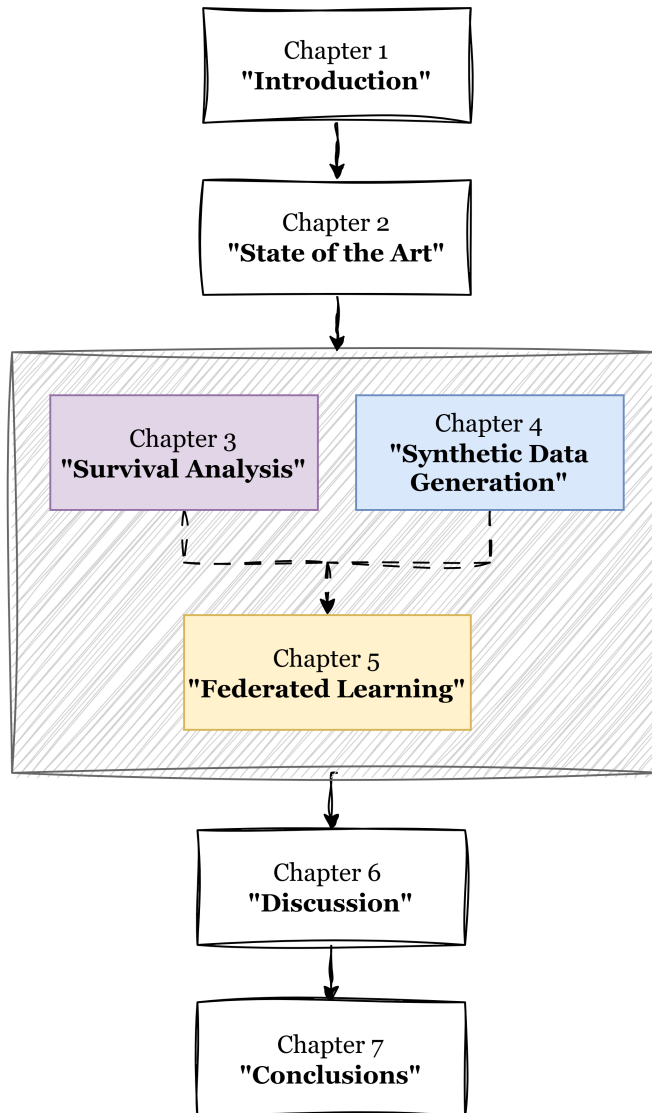 Chapter 1
"Introduction"
Chapter 2
"State of the Art"
Chapter 3
"Survival Analysis"
Chapter 4
"Synthetic Data
Generation"
Chapter 5
"Federated Learning"
Chapter 6
"Discussion"
Chapter 7
"Conclusions"